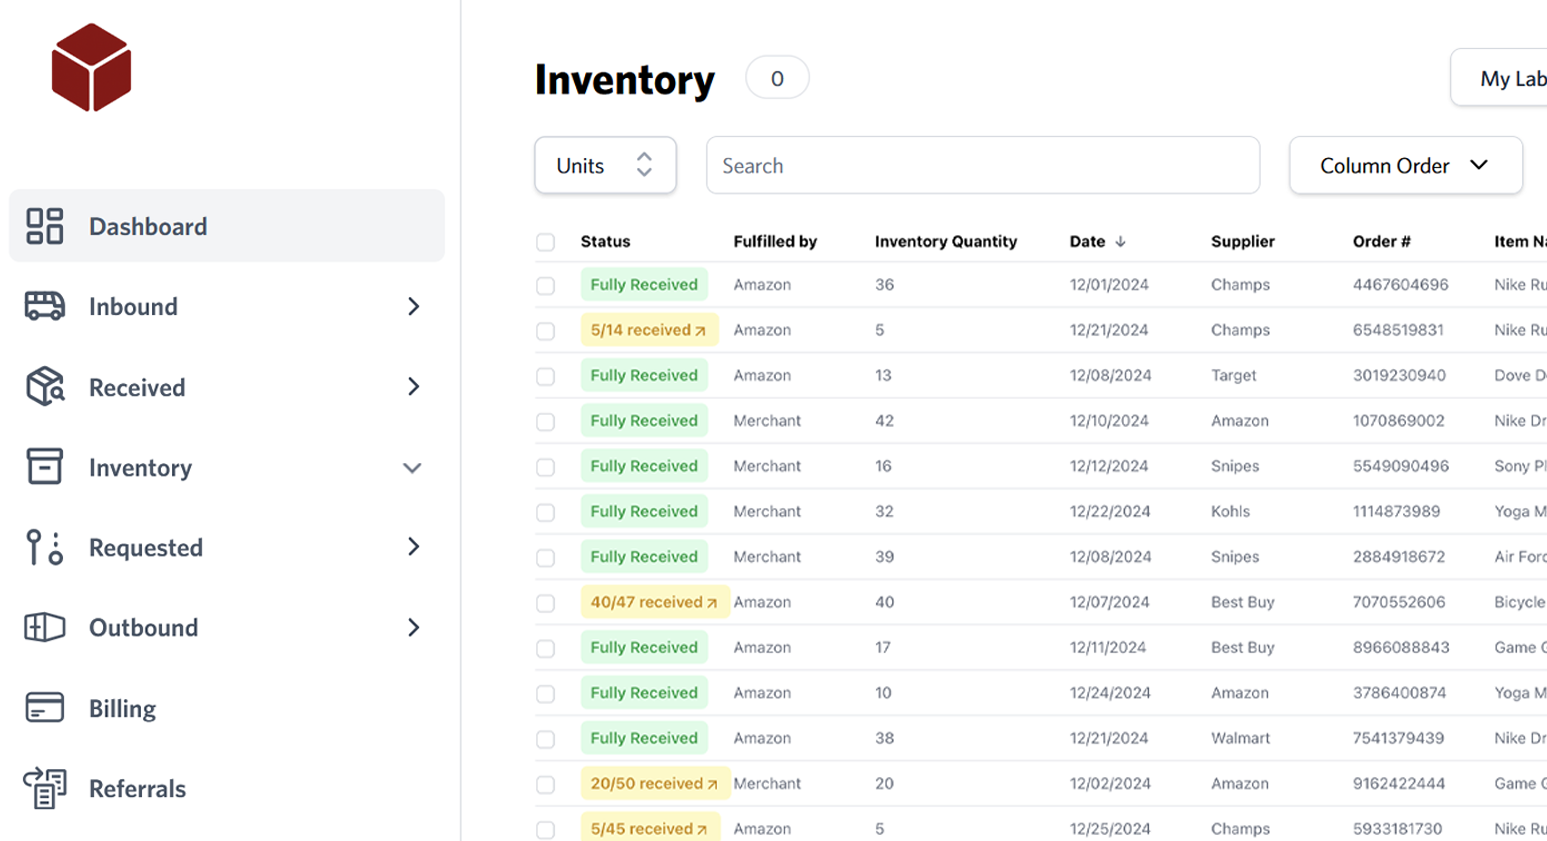 Inventory 0 My Lab
Units Search Column Order
Dashboard
Inbound
Received
Inventory
Requested
Outbound
Billing
Referrals
Status Fulfilled by Inventory Quantity Date ↓ Supplier Order # Item Na
Fully Received Amazon 36 12/01/2024 Champs 4467604696 Nike Ru
5/14 received ↗ Amazon 5 12/21/2024 Champs 6548519831 Nike Ru
Fully Received Amazon 13 12/08/2024 Target 3019230940 Dove D
Fully Received Merchant 42 12/10/2024 Amazon 1070869002 Nike Dr
Fully Received Merchant 16 12/12/2024 Snipes 5549090496 Sony Pl
Fully Received Merchant 32 12/22/2024 Kohls 1114873989 Yoga M
Fully Received Merchant 39 12/08/2024 Snipes 2884918672 Air Forc
40/47 received ↗ Amazon 40 12/07/2024 Best Buy 7070552606 Bicycle
Fully Received Amazon 17 12/11/2024 Best Buy 8966088843 Game C
Fully Received Amazon 10 12/24/2024 Amazon 3786400874 Yoga M
Fully Received Amazon 38 12/21/2024 Walmart 7541379439 Nike Dr
20/50 received ↗ Merchant 20 12/02/2024 Amazon 9162422444 Game C
5/45 received ↗ Amazon 5 12/25/2024 Champs 5933181730 Nike Ru